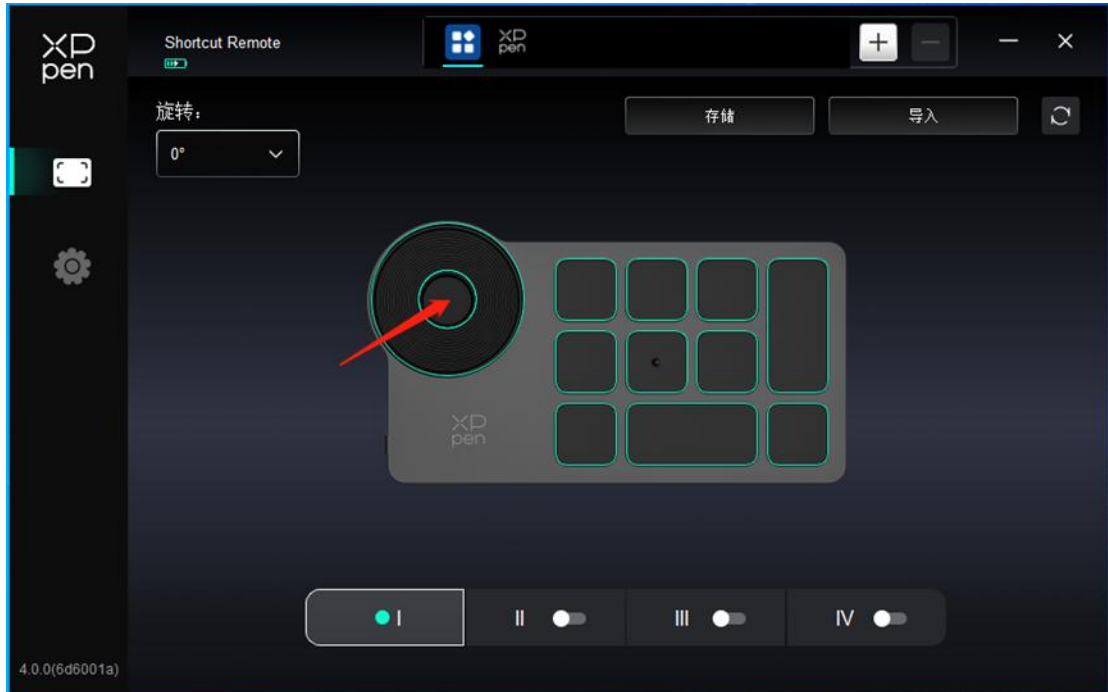 XP
pen
Shortcut Remote
XP
pen
旋转：
存储
导入
0°
XP
pen
I
II
III
IV
4.0.0(6d6001a)